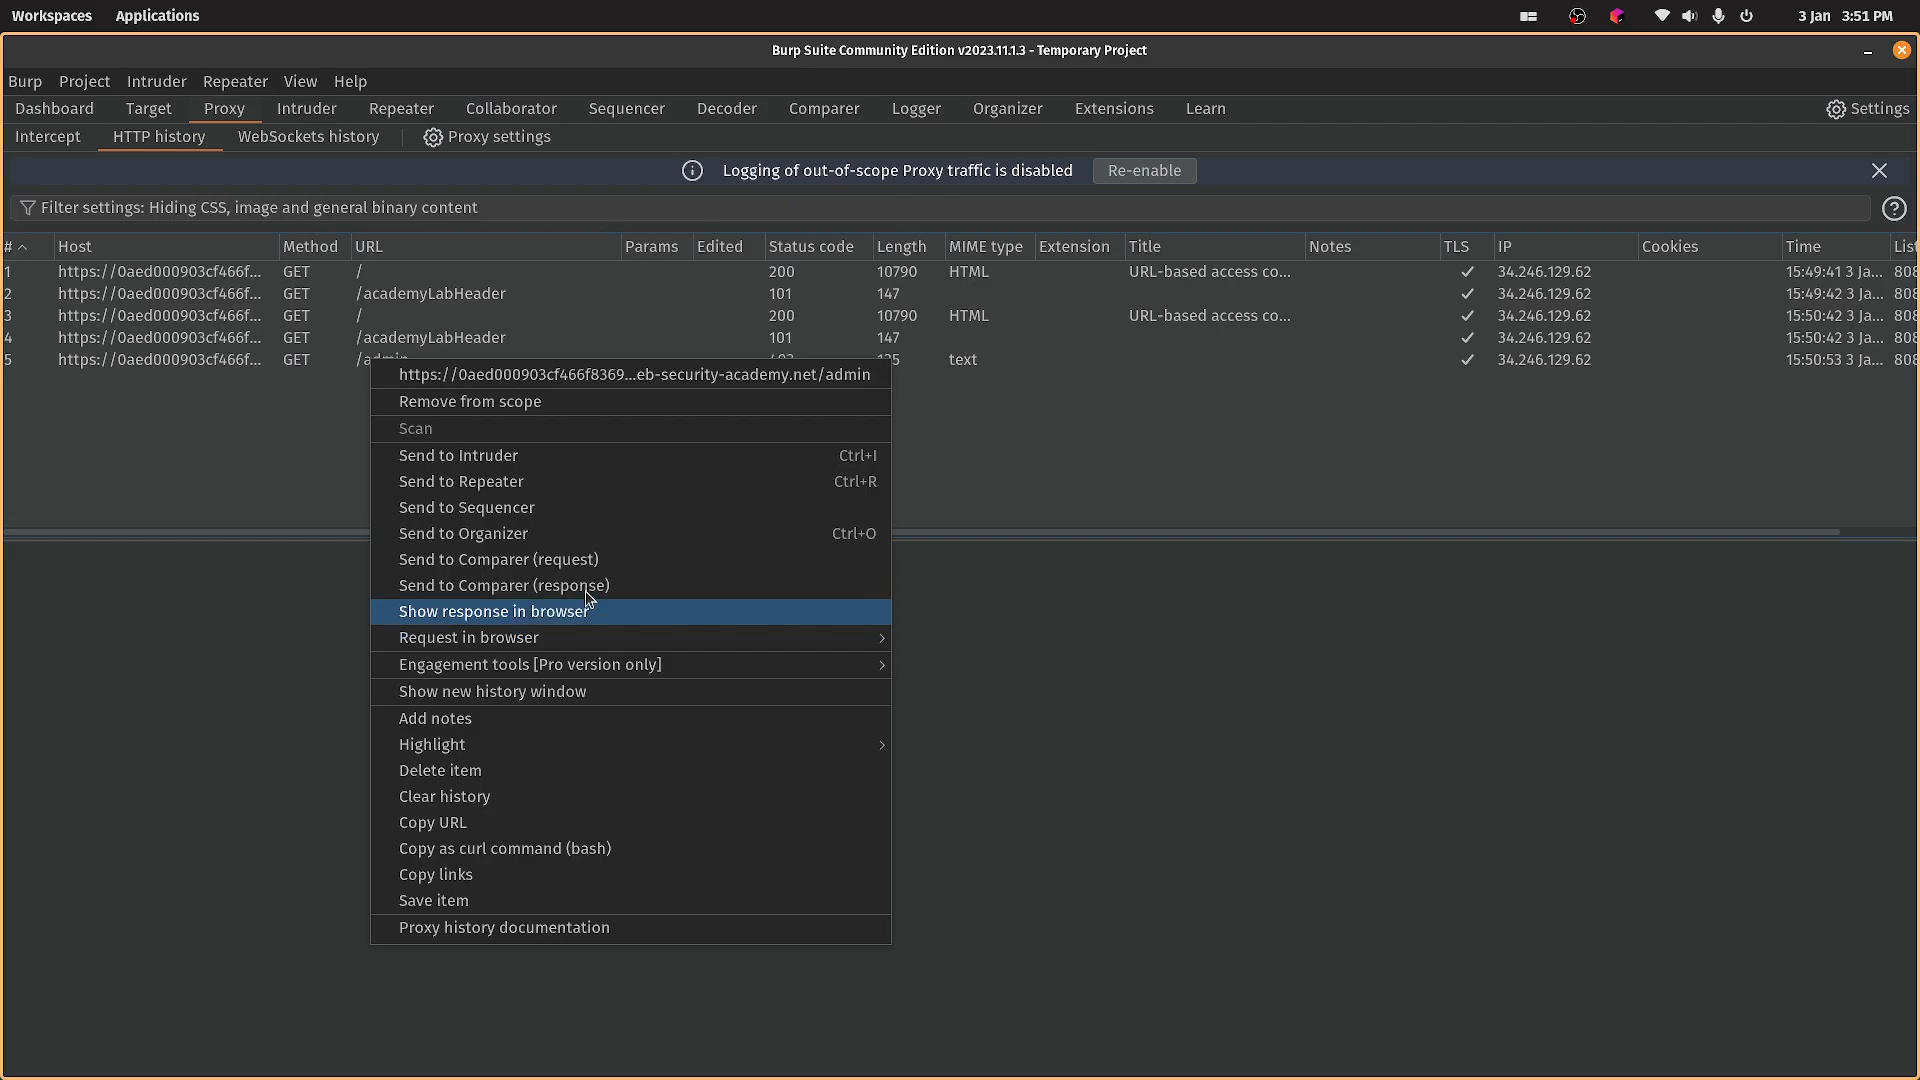 Workspaces Applications 3 Jan 3:51 PM
Burp Suite Community Edition v2023.11.1.3 - Temporary Project
Burp Project Intruder Repeater View Help
Dashboard Target Proxy Intruder Repeater Collaborator Sequencer Decoder Comparer Logger Organizer Extensions Learn Settings
Intercept HTTP history WebSockets history Proxy settings
Logging of out-of-scope Proxy traffic is disabled Re-enable
Filter settings: Hiding CSS, image and general binary content
# Host Method URL Params Edited Status code Length MIME type Extension Title Notes TLS IP Cookies Time List
1 https://0aed000903cf466f... GET / 200 10790 HTML URL-based access co... ✓ 34.246.129.62 15:49:41 3 Ja... 808
2 https://0aed000903cf466f... GET /academyLabHeader 101 147 ✓ 34.246.129.62 15:49:42 3 Ja... 808
3 https://0aed000903cf466f... GET / 200 10790 HTML URL-based access co... ✓ 34.246.129.62 15:50:42 3 Ja... 808
4 https://0aed000903cf466f... GET /academyLabHeader 101 147 ✓ 34.246.129.62 15:50:42 3 Ja... 808
5 https://0aed000903cf466f... GET /admin text ✓ 34.246.129.62 15:50:53 3 Ja... 808
https://0aed000903cf466f8369...eb-security-academy.net/admin
Remove from scope
Scan
Send to Intruder Ctrl+I
Send to Repeater Ctrl+R
Send to Sequencer
Send to Organizer Ctrl+O
Send to Comparer (request)
Send to Comparer (response)
Show response in browser
Request in browser
Engagement tools [Pro version only]
Show new history window
Add notes
Highlight
Delete item
Clear history
Copy URL
Copy as curl command (bash)
Copy links
Save item
Proxy history documentation